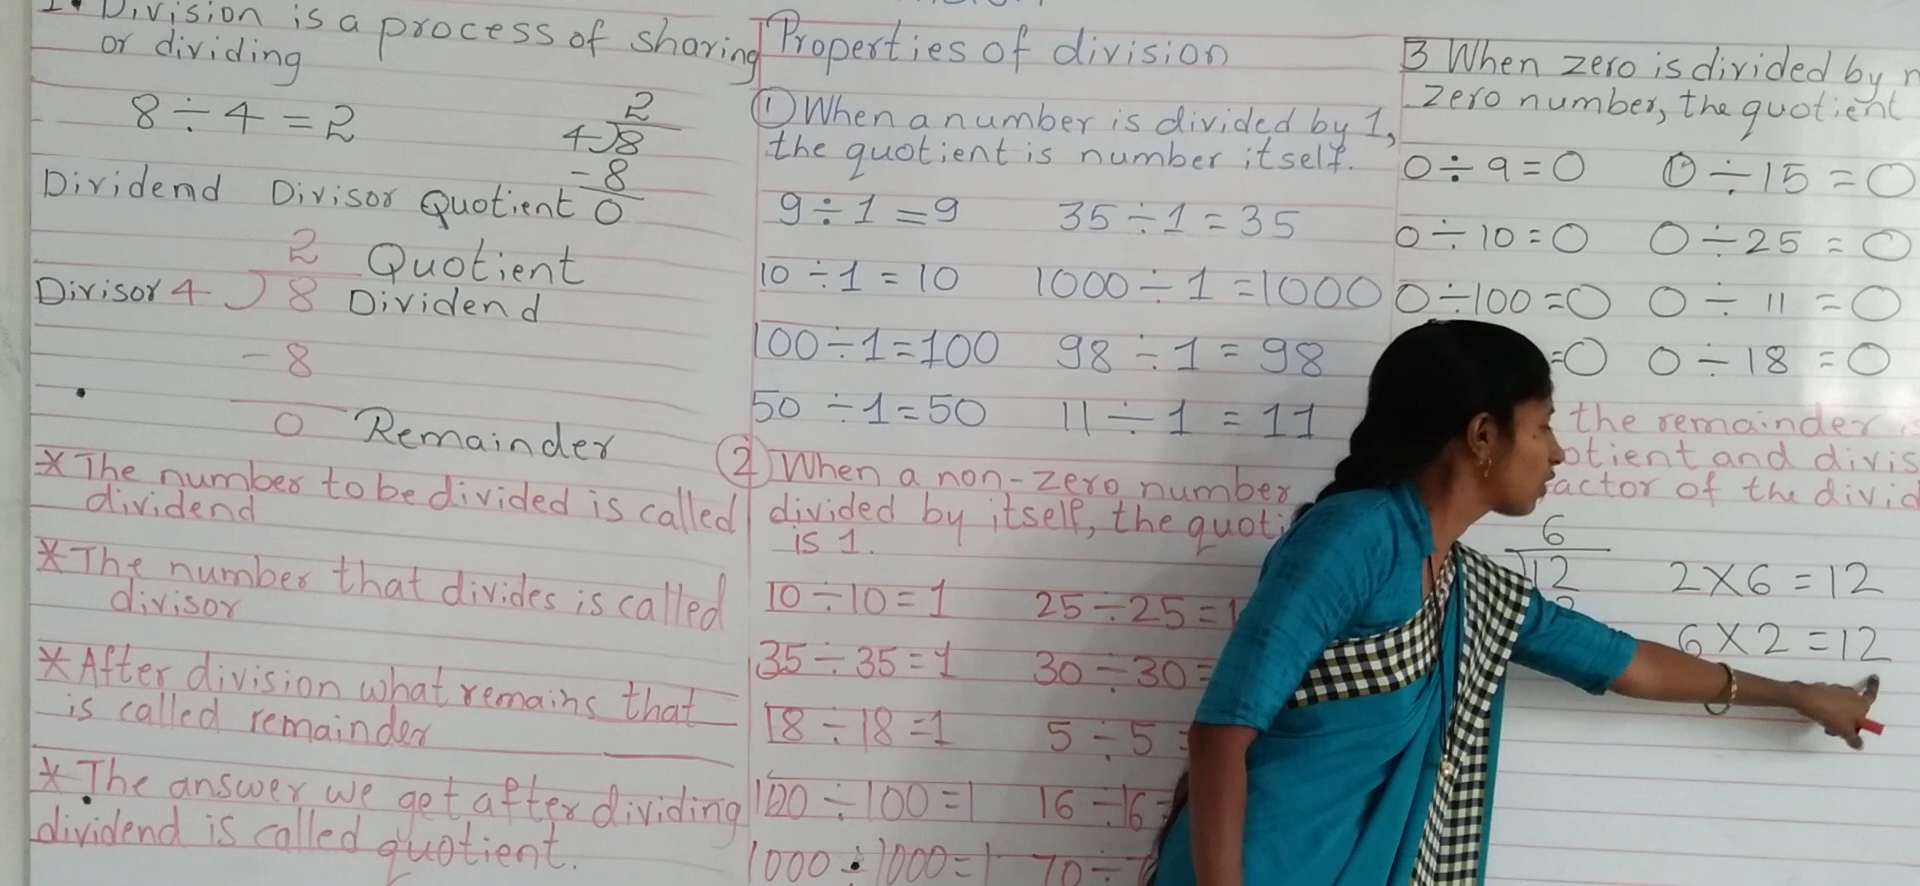 1. Division is a process of sharing
or dividing
8 ÷ 4 = 2
2
4)8
- 8
0
Dividend Divisor Quotient
2 Quotient
Divisor 4 ) 8 Dividend
- 8
0 Remainder
* The number to be divided is called
dividend
* The number that divides is called
divisor
* After division what remains that
is called remainder
* The answer we get after dividing
dividend is called quotient.
Properties of division
① When a number is divided by 1,
the quotient is number itself.
9 ÷ 1 = 9 35 ÷ 1 = 35
10 ÷ 1 = 10 1000 ÷ 1 = 1000
100 ÷ 1 = 100 98 ÷ 1 = 98
50 ÷ 1 = 50 11 ÷ 1 = 11
② When a non-zero number
divided by itself, the
is 1.
10 ÷ 10 = 1 25 ÷ 25 = 1
35 ÷ 35 = 1 30 ÷ 30 =
18 ÷ 18 = 1 5 ÷ 5 =
100 ÷ 100 = 1 16 ÷ 16
1000 ÷ 1000 = 1 70 ÷
3 When zero is divided by
zero number, the quotient
0 ÷ 9 = 0 0 ÷ 15 = 0
0 ÷ 10 = 0 0 ÷ 25 = 0
0 ÷ 100 = 0 0 ÷ 11 = 0
= 0 0 ÷ 18 = 0
the remainder
and
of the
6
)12
2 X 6 = 12
6 X 2 = 12